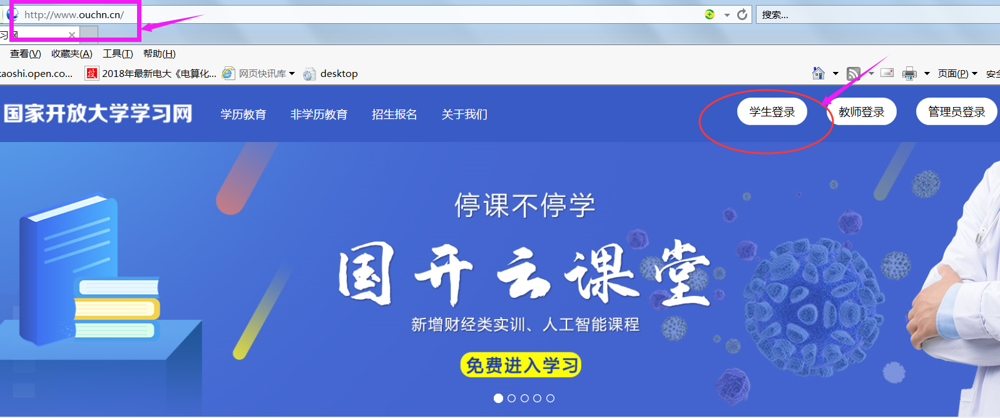 http://www.ouchn.cn/
搜索...
习网
查看(V) 收藏夹(A) 工具(T) 帮助(H)
kaoshi.open.co... 投 2018年最新电大《电算化... 网页快讯库 desktop 页面(P) 安全
国家开放大学学习网 学历教育 非学历教育 招生报名 关于我们 学生登录 教师登录 管理员登录
停课不停学
国开云课堂
新增财经类实训、人工智能课程
免费进入学习